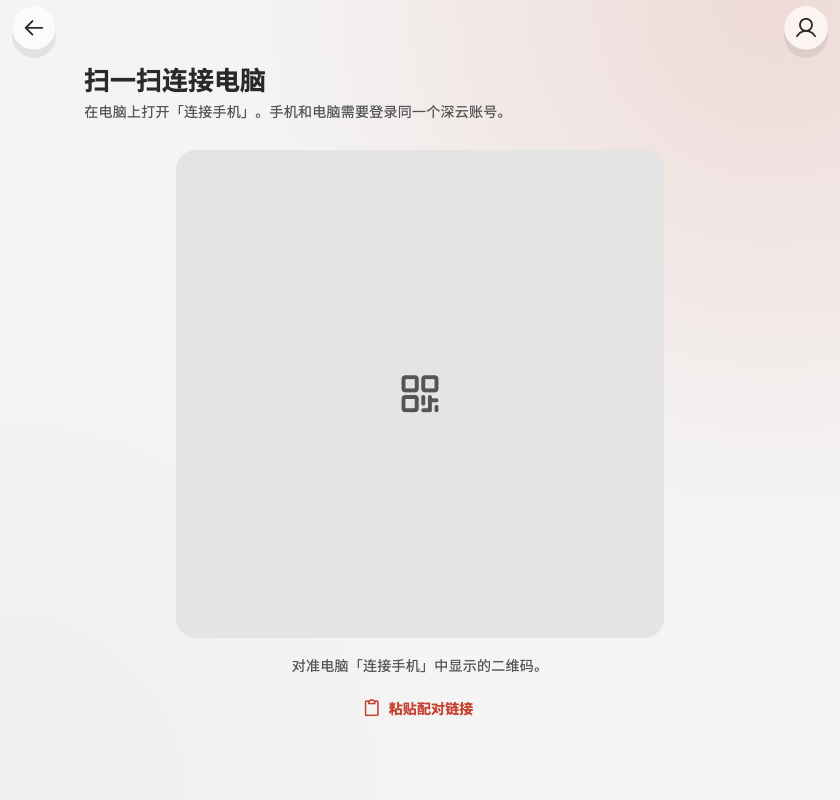 扫一扫连接电脑
在电脑上打开「连接手机」。手机和电脑需要登录同一个深云账号。
对准电脑「连接手机」中显示的二维码。
粘贴配对链接